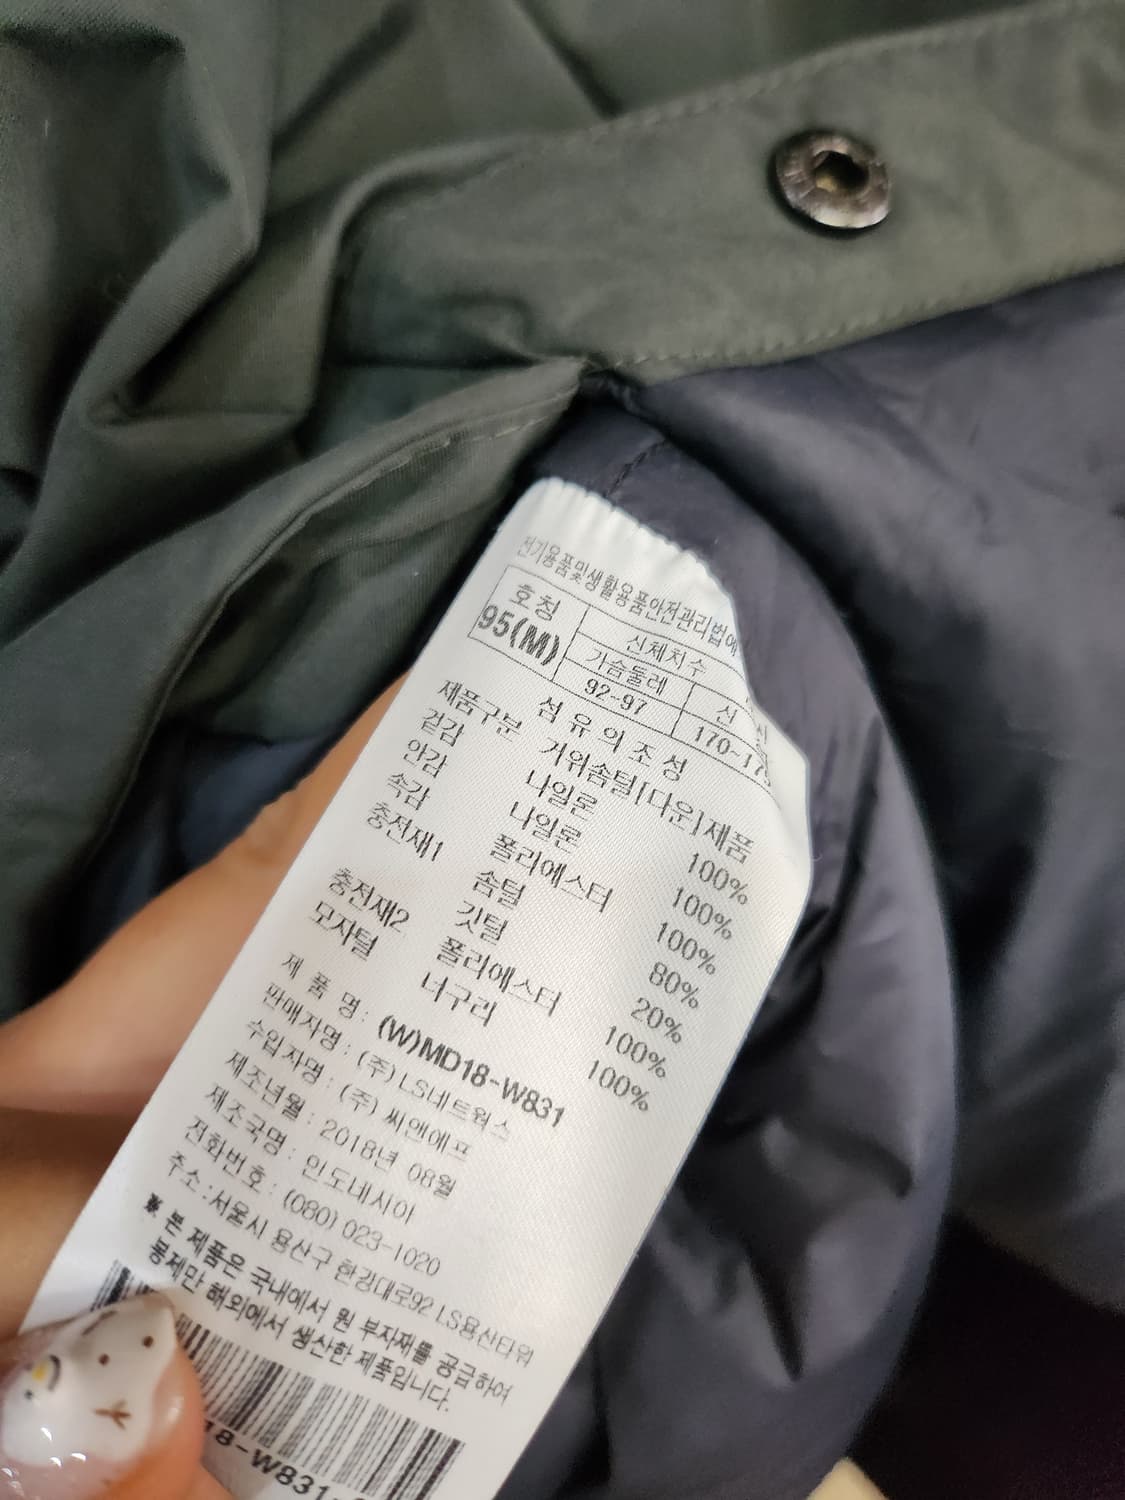 전기용품및생활용품안전관리법에
호칭 신체치수
95(M) 가슴둘레 신
92-97 170-175
섬유의조성
제품구분 거위솜털[다운]제품
겉감 나일론 100%
안감 나일론 100%
속감 폴리에스터 100%
충전재1 솜털 80%
깃털 20%
충전재2 폴리에스터 100%
모자털 너구리 100%
제 품 명 : (W)MD18-W831
판매자명 : (주)LS네트웍스
수입자명 : (주)씨앤에프
제조년월 : 2018년 08월
제조국명 : 인도네시아
전화번호 : (080) 023-1020
주소 : 서울시 용산구 한강대로92 LS용산타워
※ 본 제품은 국내에서 원 부자재를 공급하여
봉제만 해외에서 생산한 제품입니다.
18-W831-